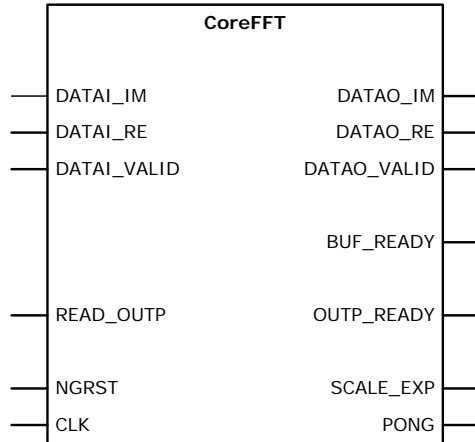 CoreFFT
DATAI_IM DATAO_IM
DATAI_RE DATAO_RE
DATAI_VALID DATAO_VALID
BUF_READY
READ_OUTP OUTP_READY
NGRST SCALE_EXP
CLK PONG